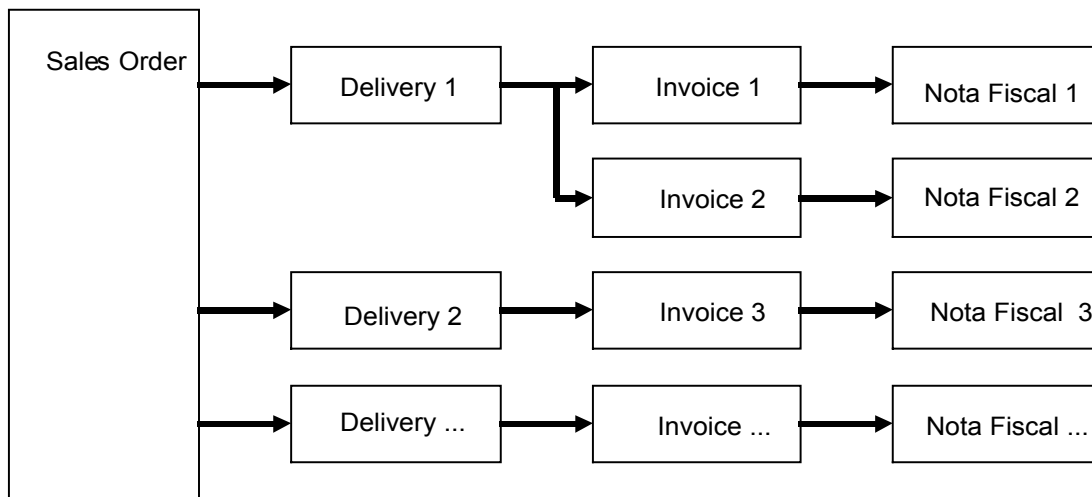 Sales Order
Delivery 1
Invoice 1
Nota Fiscal 1
Invoice 2
Nota Fiscal 2
Delivery 2
Invoice 3
Nota Fiscal 3
Delivery ...
Invoice ...
Nota Fiscal ...